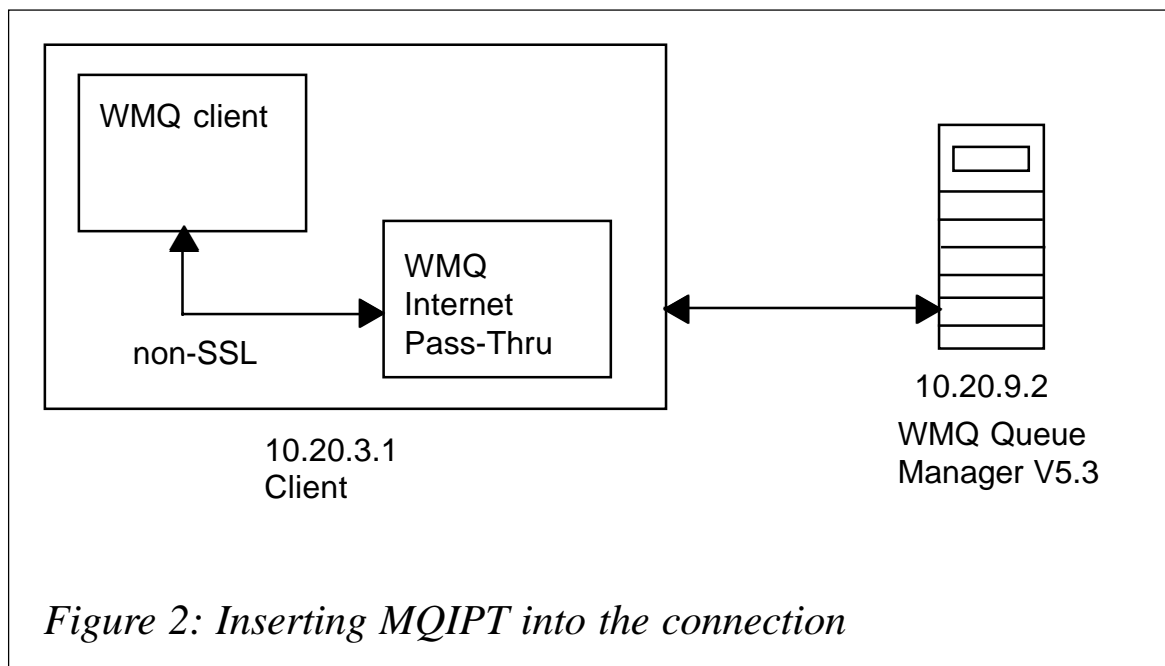 WMQ client
WMQ
Internet
Pass-Thru
non-SSL
10.20.3.1
Client
10.20.9.2
WMQ Queue
Manager V5.3
Figure 2: Inserting MQIPT into the connection